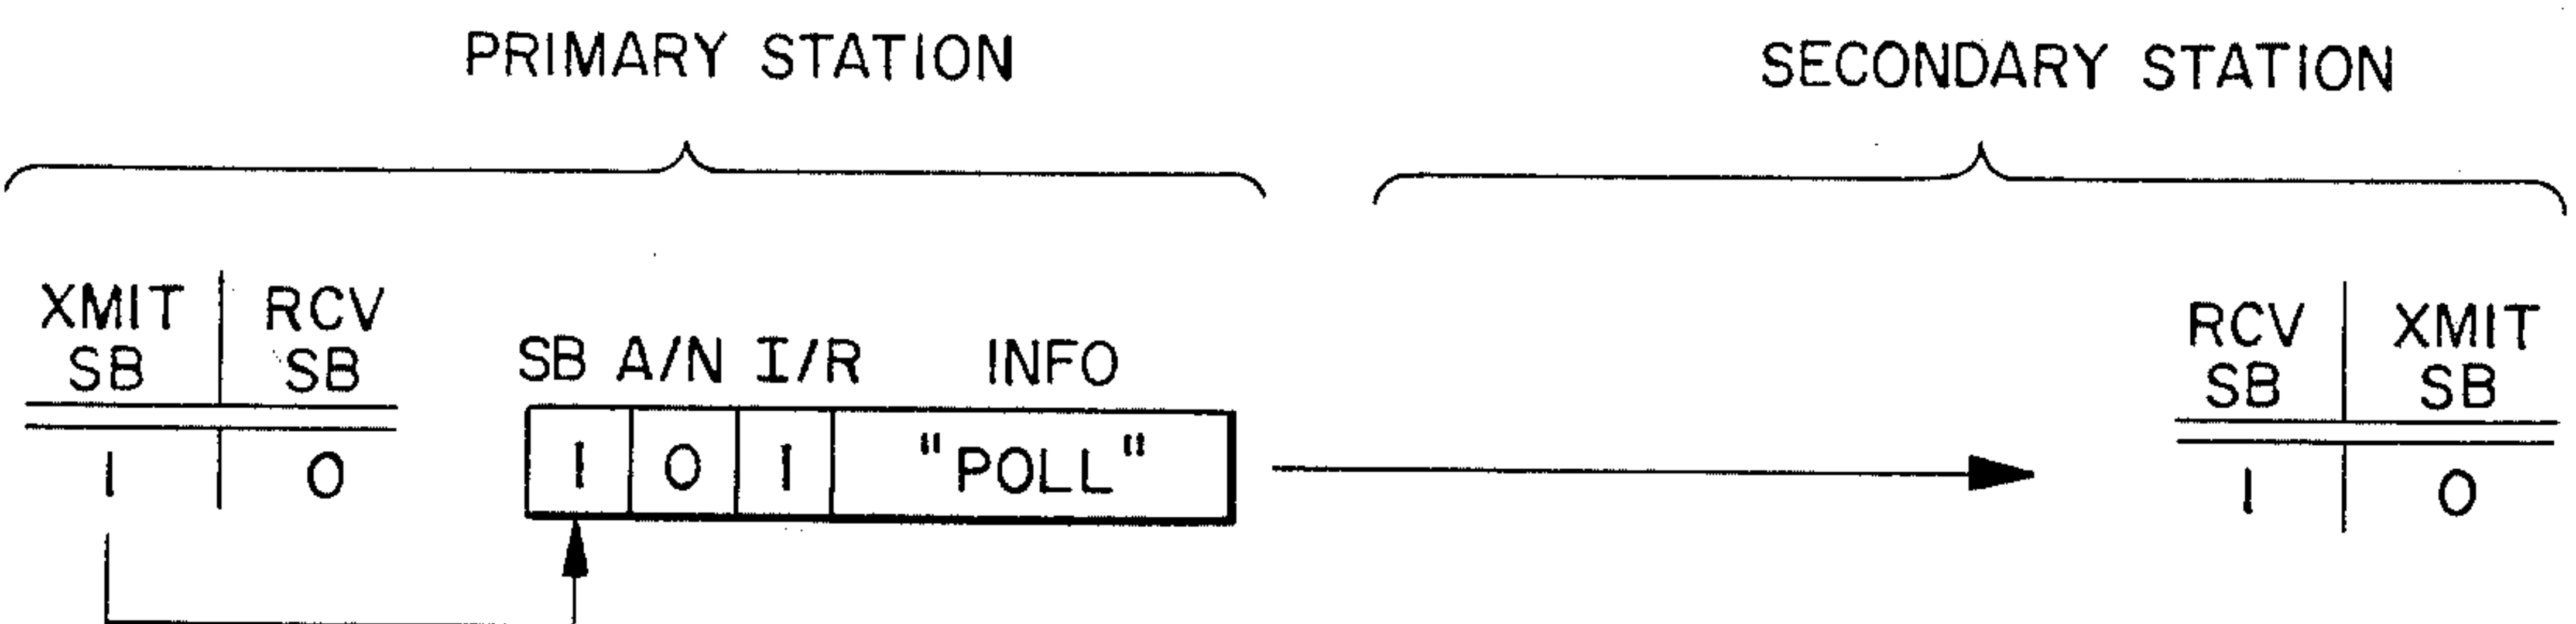 PRIMARY STATION
SECONDARY STATION
XMIT SB
RCV SB
SB A/N I/R INFO
RCV SB
XMIT SB
1 0
1 0 1 "POLL"
1 0